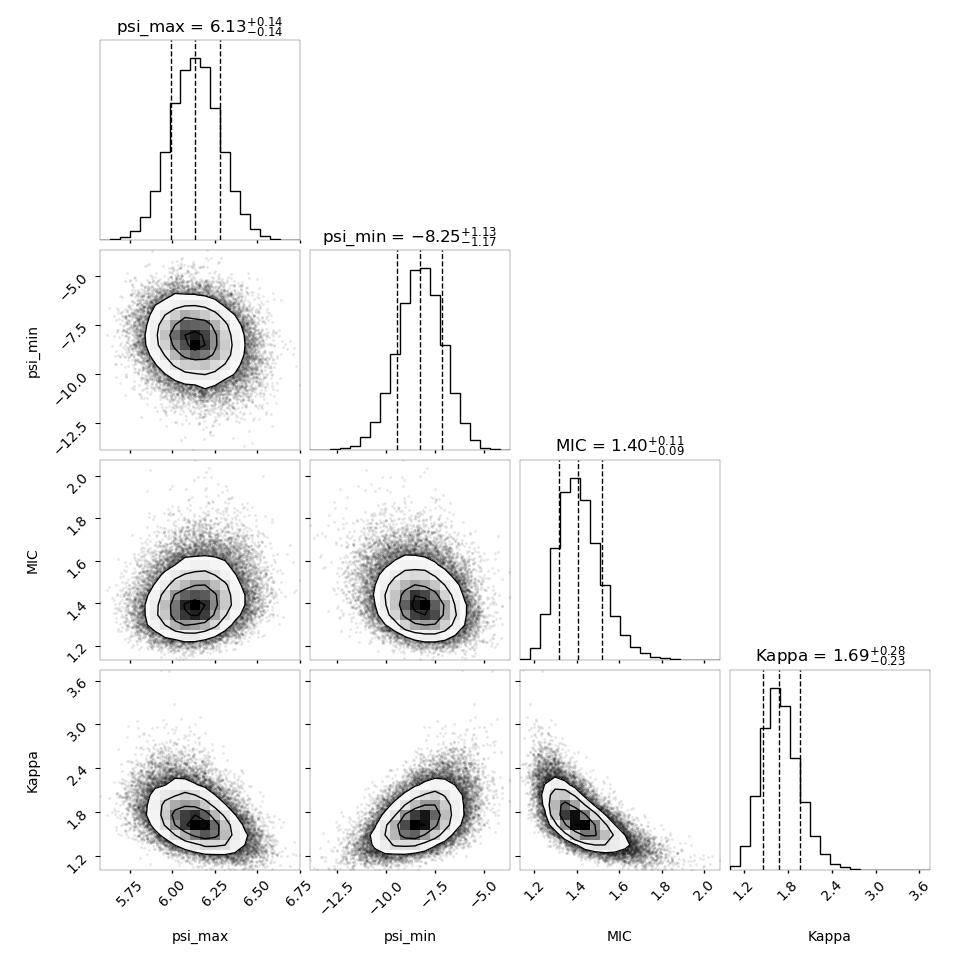 psi_max = 6.13 +0.14 −0.14
psi_min = −8.25 +1.13 −1.17
−5.0
−7.5
−10.0
−12.5
psi_min
MIC = 1.40 +0.11 −0.09
2.0
1.8
1.6
1.4
1.2
MIC
Kappa = 1.69 +0.28 −0.23
3.6
3.0
2.4
1.8
1.2
Kappa
5.75 6.00 6.25 6.50 6.75
−12.5 −10.0 −7.5 −5.0
1.2 1.4 1.6 1.8 2.0
1.2 1.8 2.4 3.0 3.6
psi_max psi_min MIC Kappa